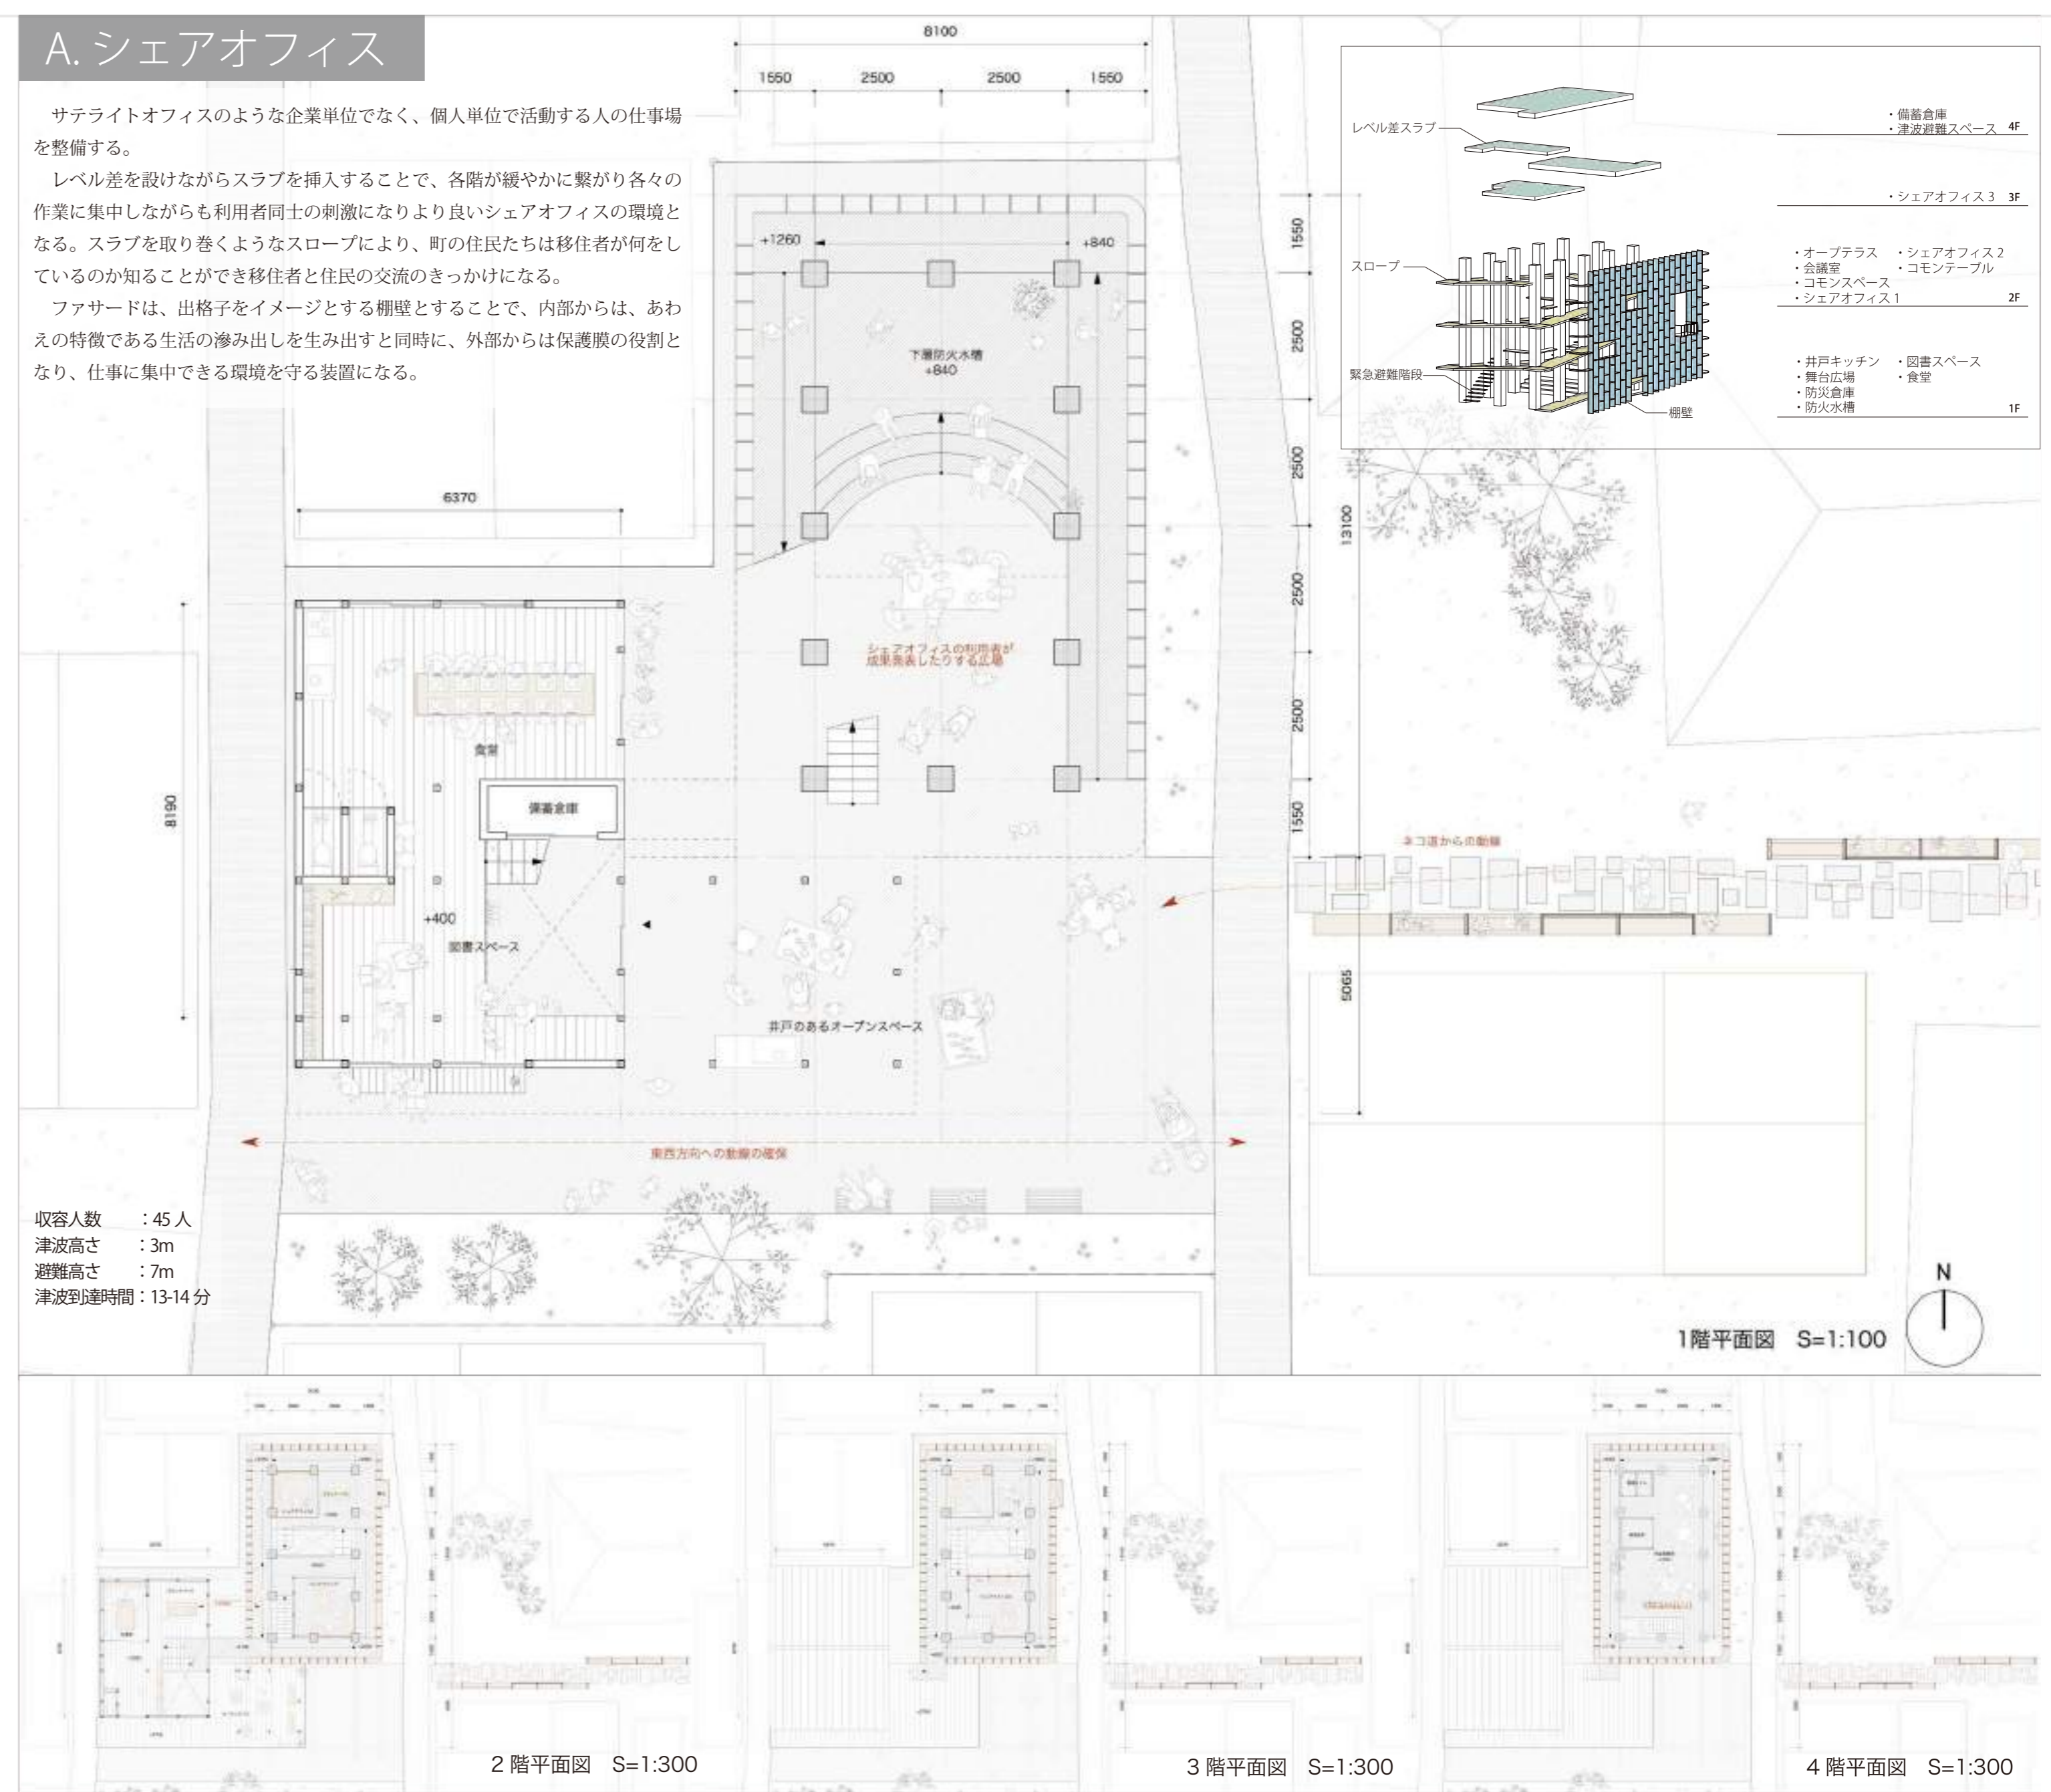 A. シェアオフィス
サテライトオフィスのような企業単位でなく、個人単位で活動する人の仕事場
を整備する。
レベル差を設けながらスラブを挿入することで、各階が緩やかに繋がり各々の
作業に集中しながらも利用者同士の刺激になりより良いシェアオフィスの環境と
なる。スラブを取り巻くようなスロープにより、町の住民たちは移住者が何をし
ているのか知ることができ移住者と住民の交流のきっかけになる。
ファサードは、出格子をイメージとする棚壁とすることで、内部からは、あわ
えの特徴である生活の滲み出しを生み出すと同時に、外部からは保護膜の役割と
なり、仕事に集中できる環境を守る装置になる。
8100
1550 2500 2500 1550
レベル差スラブ
スロープ
緊急避難階段
棚壁
・備蓄倉庫
・津波避難スペース 4F
・シェアオフィス 3 3F
・オープテラス ・シェアオフィス 2
・会議室 ・コモンテーブル
・コモンスペース
・シェアオフィス 1 2F
・井戸キッチン ・図書スペース
・舞台広場 ・食堂
・防災倉庫
・防火水槽 1F
+1260
+840
下層防火水槽
+840
1550
2500
2500
2500
2500
1550
13100
5065
6370
8190
シェアオフィスの利用者が
成果発表したりする広場
食堂
備蓄倉庫
+400
図書スペース
井戸のあるオープンスペース
ネコ道からの動線
東西方向への動線の確保
収容人数 :45 人
津波高さ :3m
避難高さ :7m
津波到達時間:13-14 分
N
1階平面図 S=1:100
2 階平面図 S=1:300
3 階平面図 S=1:300
4 階平面図 S=1:300